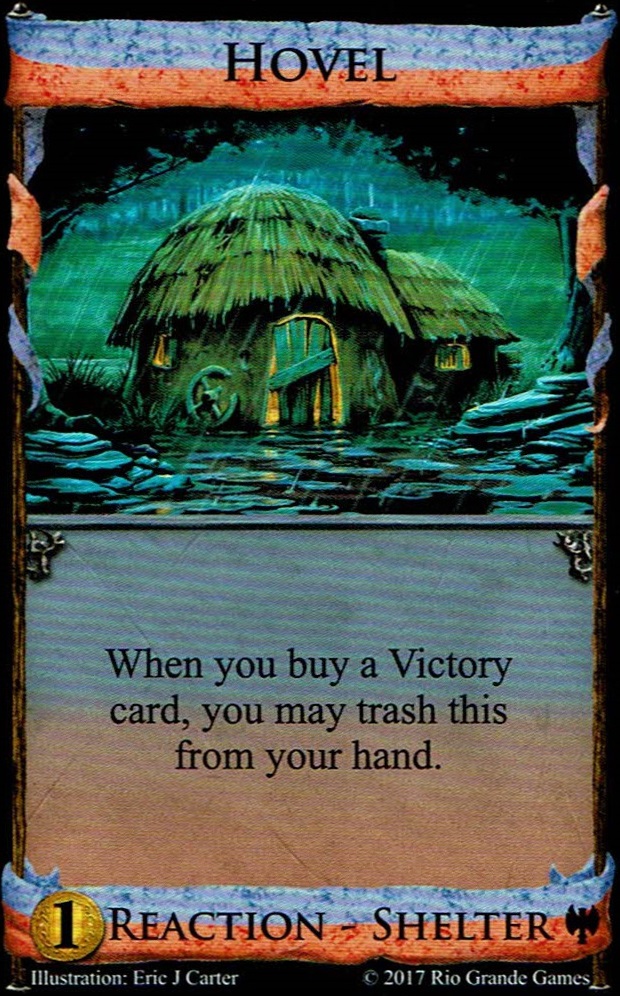 HOVEL
When you buy a Victory
card, you may trash this
from your hand.
1 REACTION - SHELTER
Illustration: Eric J Carter © 2017 Rio Grande Games